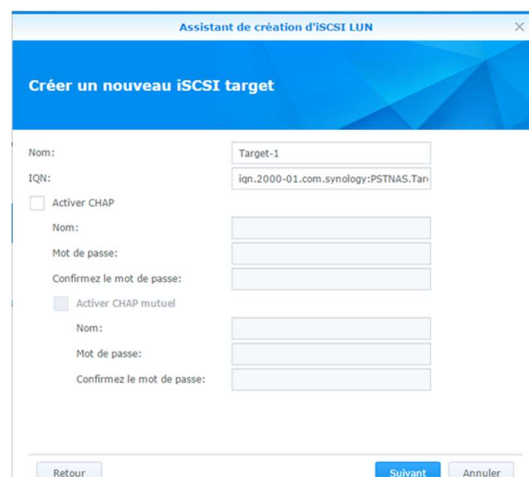 Assistant de création d'iSCSI LUN
Créer un nouveau iSCSI target
Nom: Target-1
IQN: iqn.2000-01.com.synology:PSTNAS.Tar
Activer CHAP
Nom:
Mot de passe:
Confirmez le mot de passe:
Activer CHAP mutuel
Nom:
Mot de passe:
Confirmez le mot de passe:
Retour Suivant Annuler